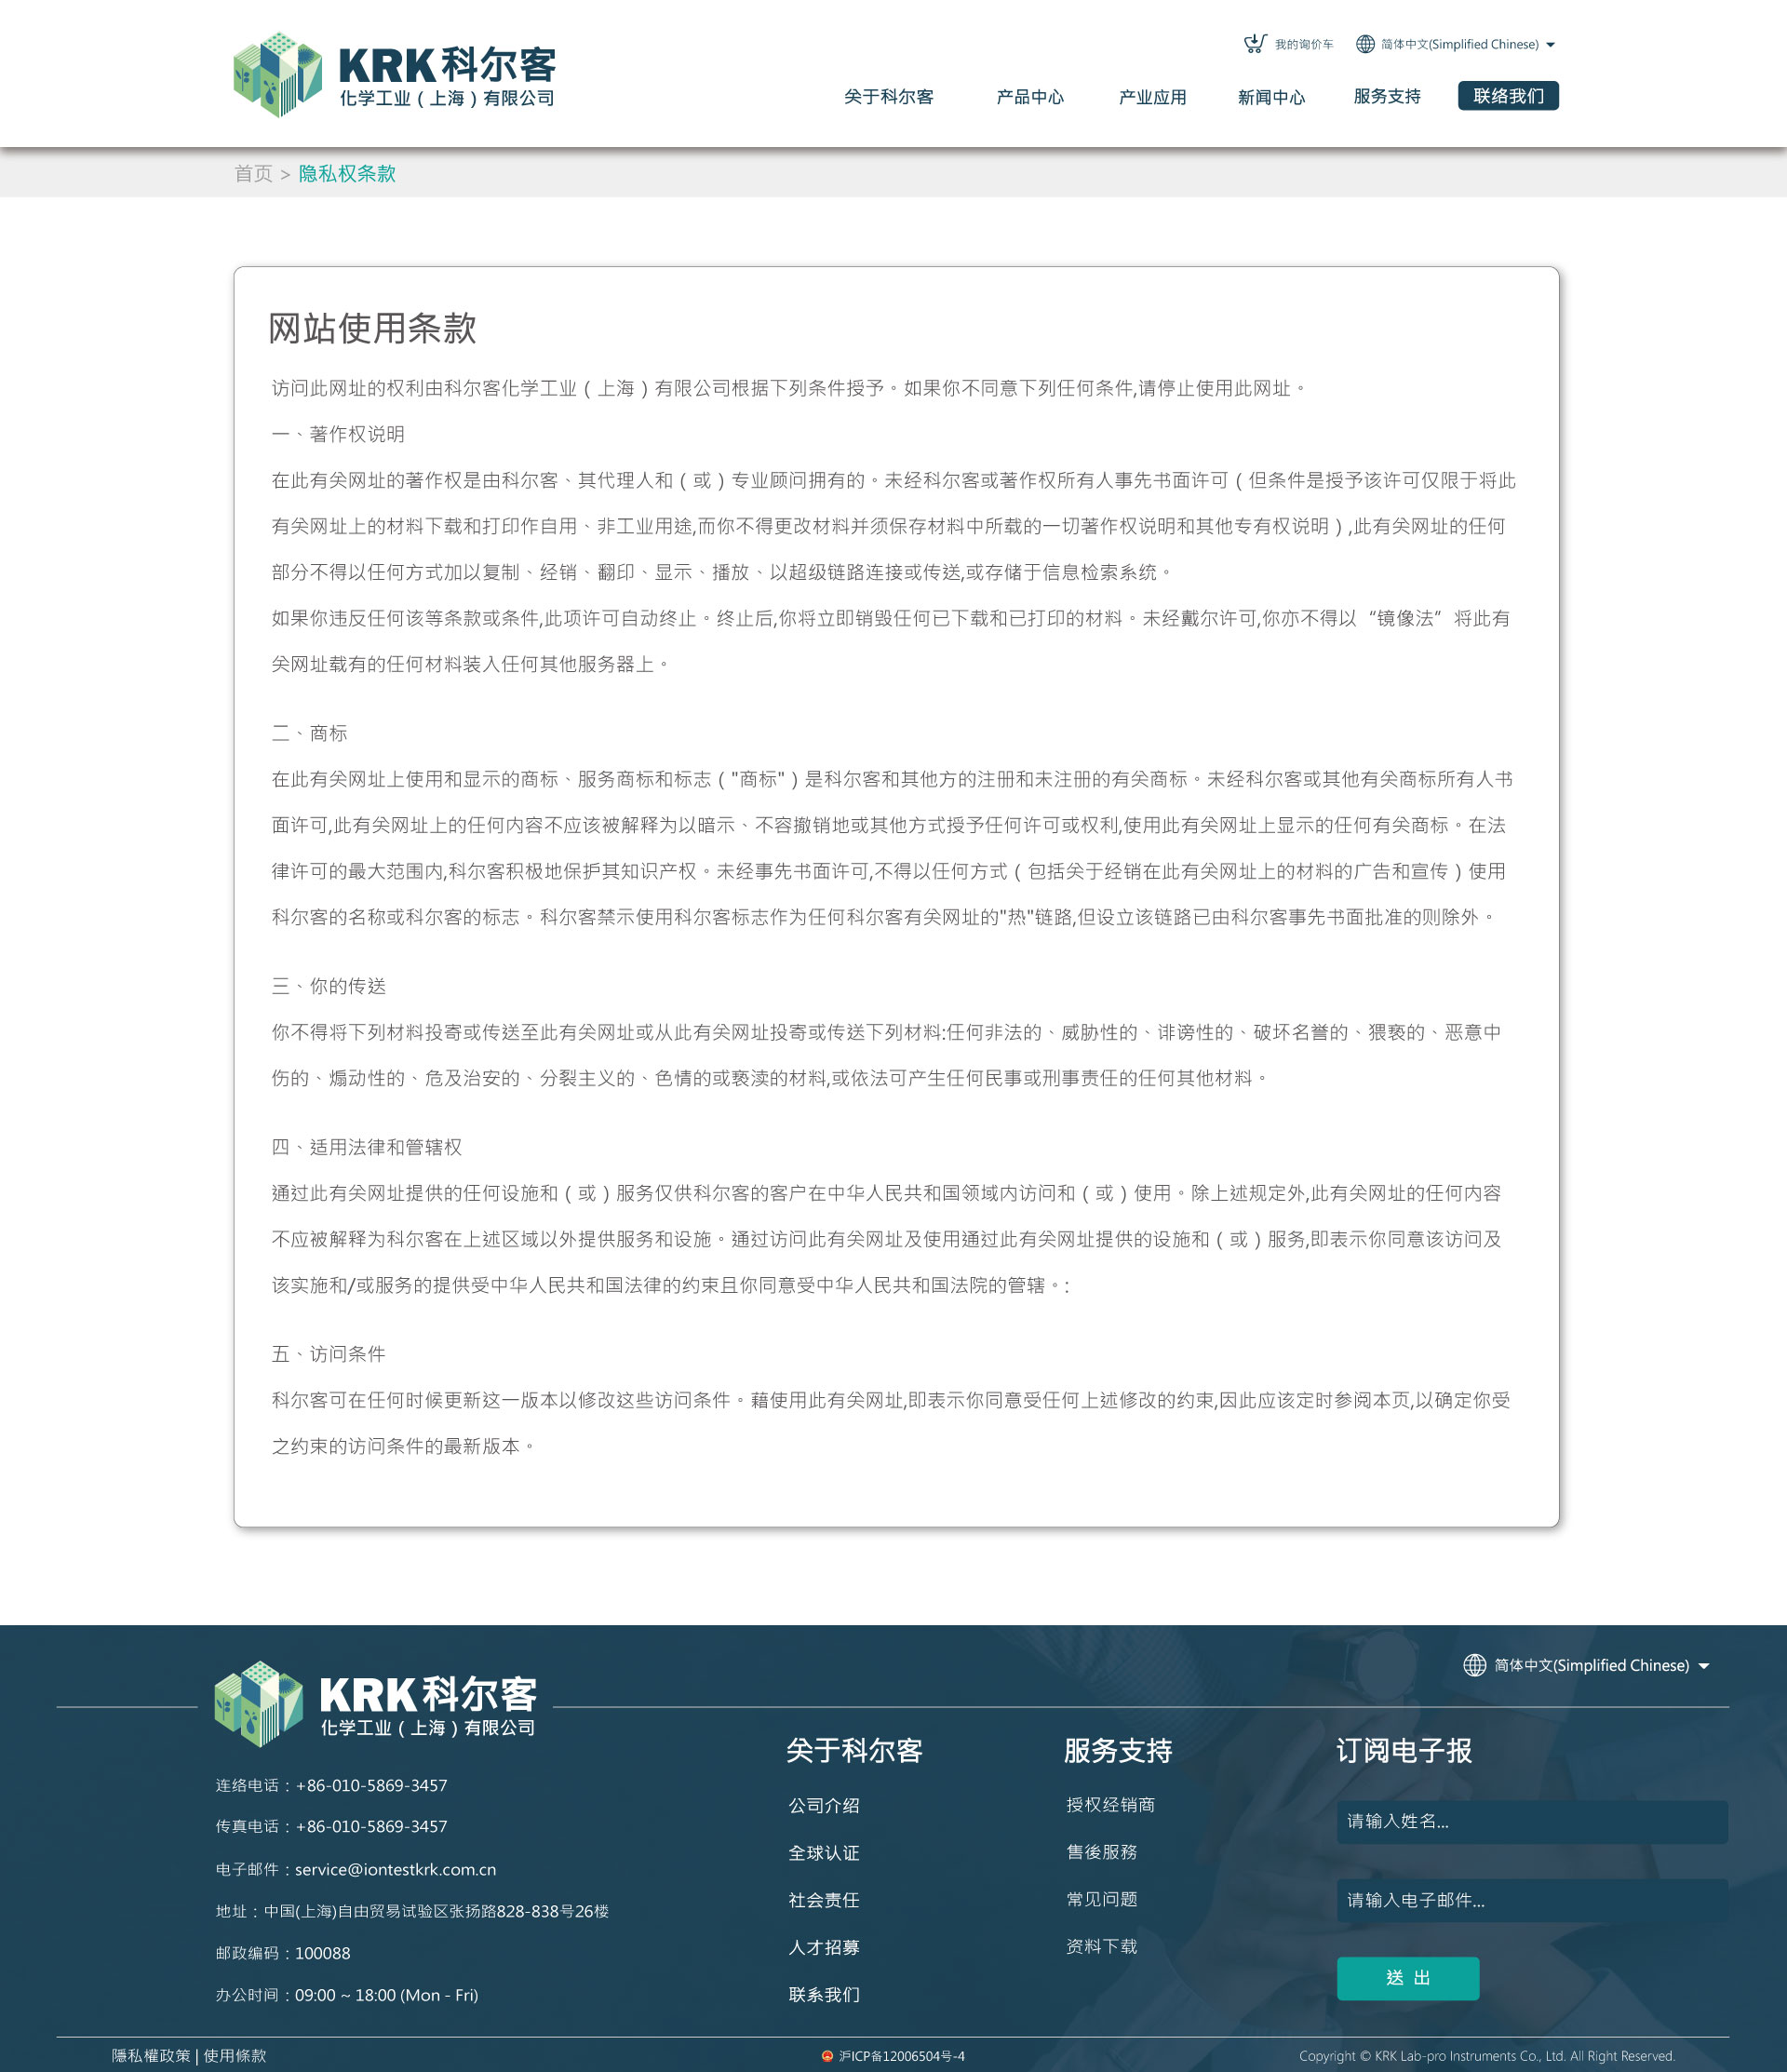 KRK科尔客
化学工业（上海）有限公司
我的询价车
简体中文(Simplified Chinese)
关于科尔客
产品中心
产业应用
新闻中心
服务支持
联络我们
首页 > 隐私权条款
网站使用条款
访问此网址的权利由科尔客化学工业（上海）有限公司根据下列条件授予。如果你不同意下列任何条件,请停止使用此网址。
一、著作权说明
在此有关网址的著作权是由科尔客、其代理人和（或）专业顾问拥有的。未经科尔客或著作权所有人事先书面许可（但条件是授予该许可仅限于将此
有关网址上的材料下载和打印作自用、非工业用途,而你不得更改材料并须保存材料中所载的一切著作权说明和其他专有权说明）,此有关网址的任何
部分不得以任何方式加以复制、经销、翻印、显示、播放、以超级链路连接或传送,或存储于信息检索系统。
如果你违反任何该等条款或条件,此项许可自动终止。终止后,你将立即销毁任何已下载和已打印的材料。未经戴尔许可,你亦不得以“镜像法”将此有
关网址载有的任何材料装入任何其他服务器上。
二、商标
在此有关网址上使用和显示的商标、服务商标和标志（"商标"）是科尔客和其他方的注册和未注册的有关商标。未经科尔客或其他有关商标所有人书
面许可,此有关网址上的任何内容不应该被解释为以暗示、不容撤销地或其他方式授予任何许可或权利,使用此有关网址上显示的任何有关商标。在法
律许可的最大范围内,科尔客积极地保护其知识产权。未经事先书面许可,不得以任何方式（包括关于经销在此有关网址上的材料的广告和宣传）使用
科尔客的名称或科尔客的标志。科尔客禁示使用科尔客标志作为任何科尔客有关网址的"热"链路,但设立该链路已由科尔客事先书面批准的则除外。
三、你的传送
你不得将下列材料投寄或传送至此有关网址或从此有关网址投寄或传送下列材料:任何非法的、威胁性的、诽谤性的、破坏名誉的、猥亵的、恶意中
伤的、煽动性的、危及治安的、分裂主义的、色情的或亵渎的材料,或依法可产生任何民事或刑事责任的任何其他材料。
四、适用法律和管辖权
通过此有关网址提供的任何设施和（或）服务仅供科尔客的客户在中华人民共和国领域内访问和（或）使用。除上述规定外,此有关网址的任何内容
不应被解释为科尔客在上述区域以外提供服务和设施。通过访问此有关网址及使用通过此有关网址提供的设施和（或）服务,即表示你同意该访问及
该实施和/或服务的提供受中华人民共和国法律的约束且你同意受中华人民共和国法院的管辖。:
五、访问条件
科尔客可在任何时候更新这一版本以修改这些访问条件。藉使用此有关网址,即表示你同意受任何上述修改的约束,因此应该定时参阅本页,以确定你受
之约束的访问条件的最新版本。
简体中文(Simplified Chinese)
KRK科尔客
化学工业（上海）有限公司
连络电话：+86-010-5869-3457
传真电话：+86-010-5869-3457
电子邮件：service@iontestkrk.com.cn
地址：中国(上海)自由贸易试验区张扬路828-838号26楼
邮政编码：100088
办公时间：09:00 ~ 18:00 (Mon - Fri)
关于科尔客
公司介绍
全球认证
社会责任
人才招募
联系我们
服务支持
授权经销商
售後服務
常见问题
资料下载
订阅电子报
请输入姓名...
请输入电子邮件...
送 出
隱私權政策 | 使用條款
沪ICP备12006504号-4
Copyright © KRK Lab-pro Instruments Co., Ltd. All Right Reserved.